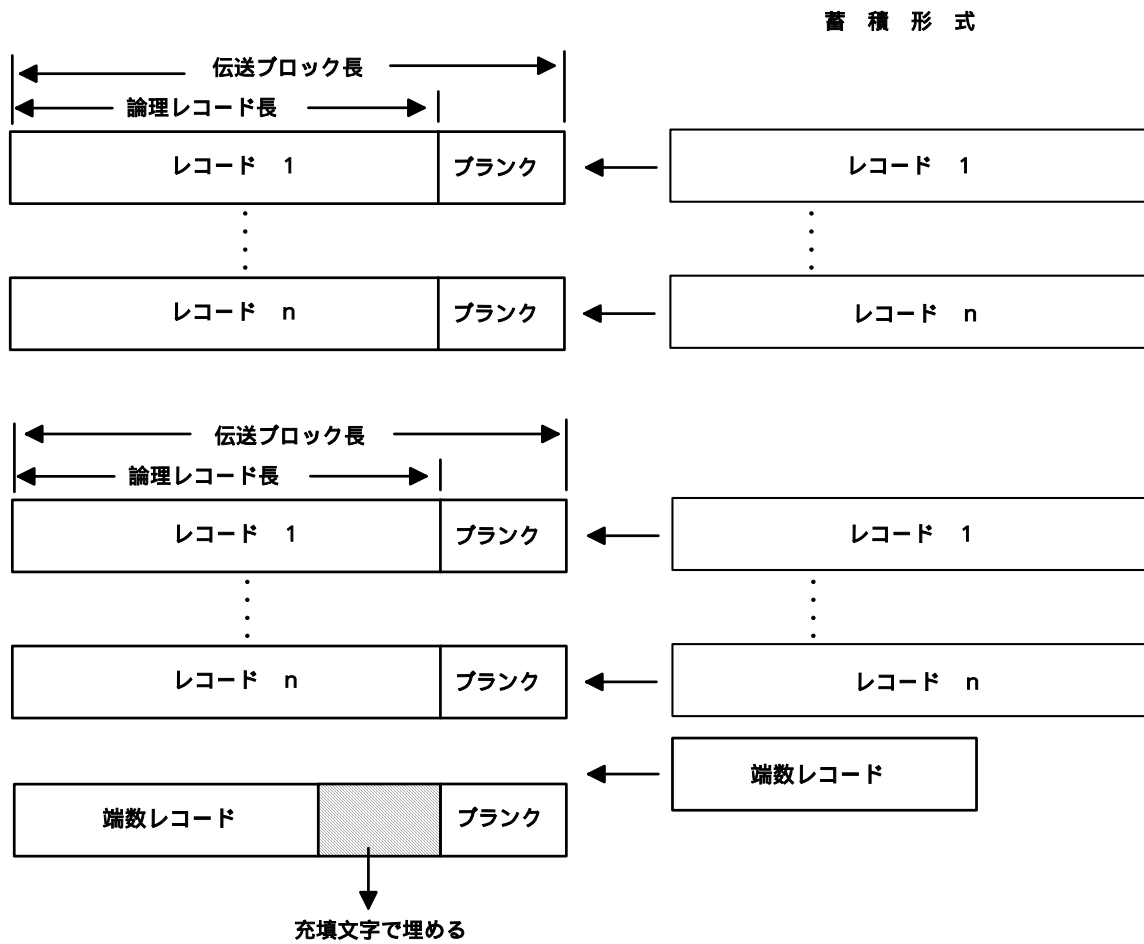 蓄 積 形 式
伝送ブロック長
論理レコード長
レコード 1 ブランク レコード 1
レコード n ブランク レコード n
伝送ブロック長
論理レコード長
レコード 1 ブランク レコード 1
レコード n ブランク レコード n
端数レコード
端数レコード ブランク
充填文字で埋める